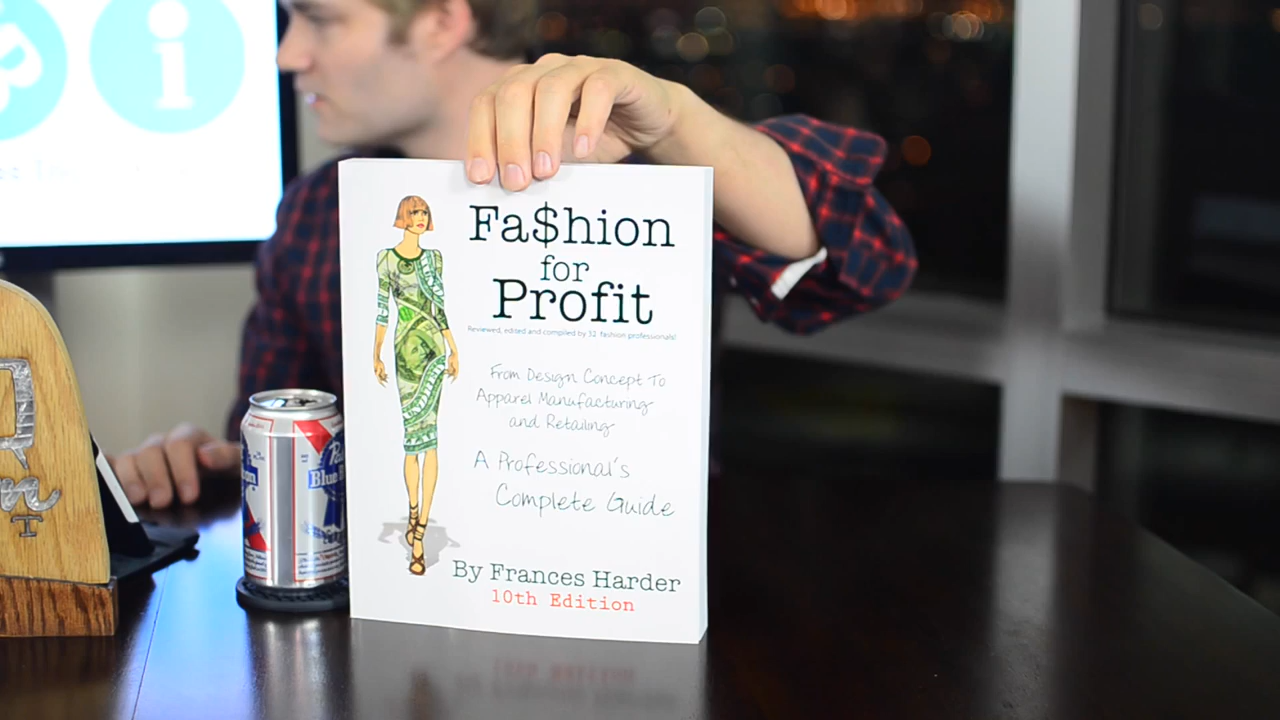 i
Fa$hion
for
Profit
Reviewed, edited and compiled by 32 fashion professionals!
From Design Concept To
Apparel Manufacturing
and Retailing
A Professional's
Complete Guide
By Frances Harder
10th Edition
Blue